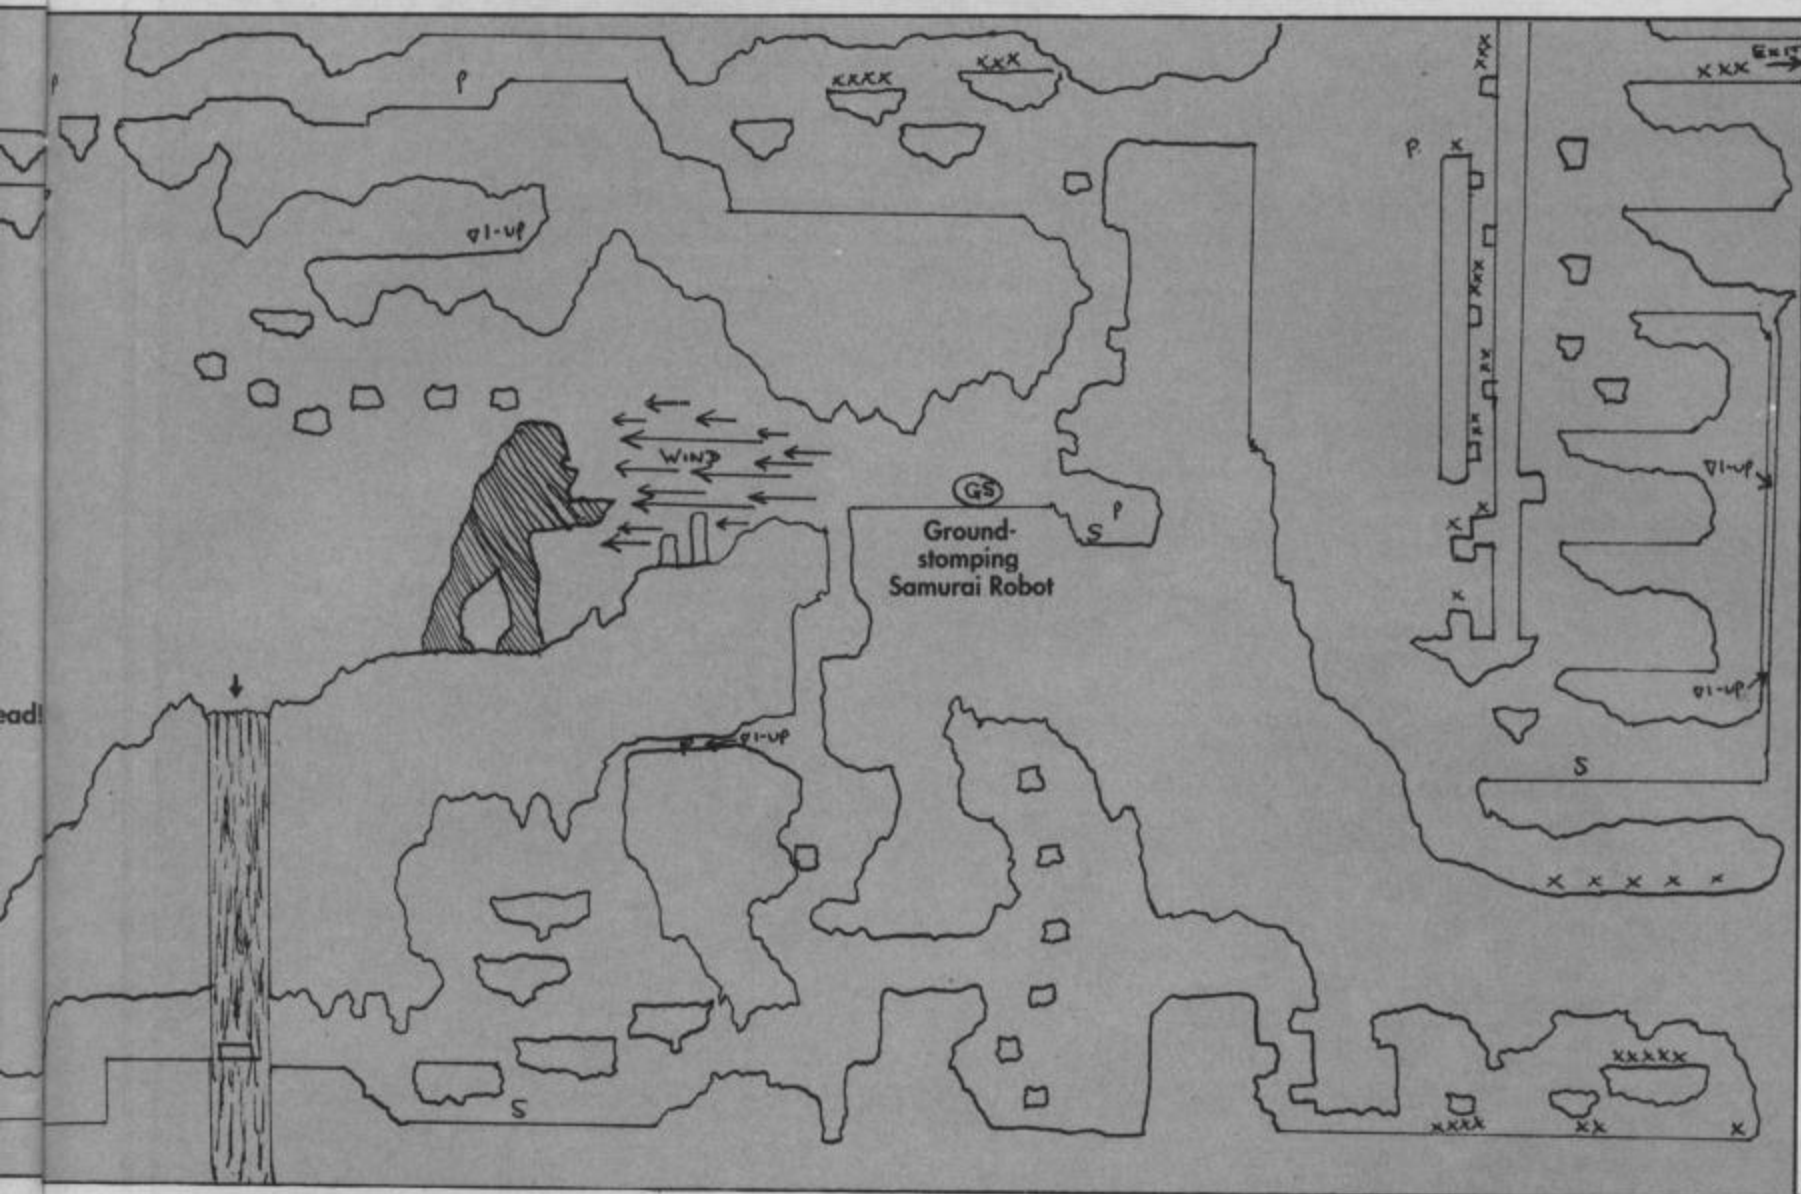 Exit
xxx
xxx
xxx
xxxx
P
P
x
P.
1-up
xxx
xx
1-up
WIND
xx
GS
P
S
x
x
Ground-
stomping
Samurai Robot
x
1-up
ead!
1-up
P
S
x x x x x
xxxxx
S
xxxx
xx
x